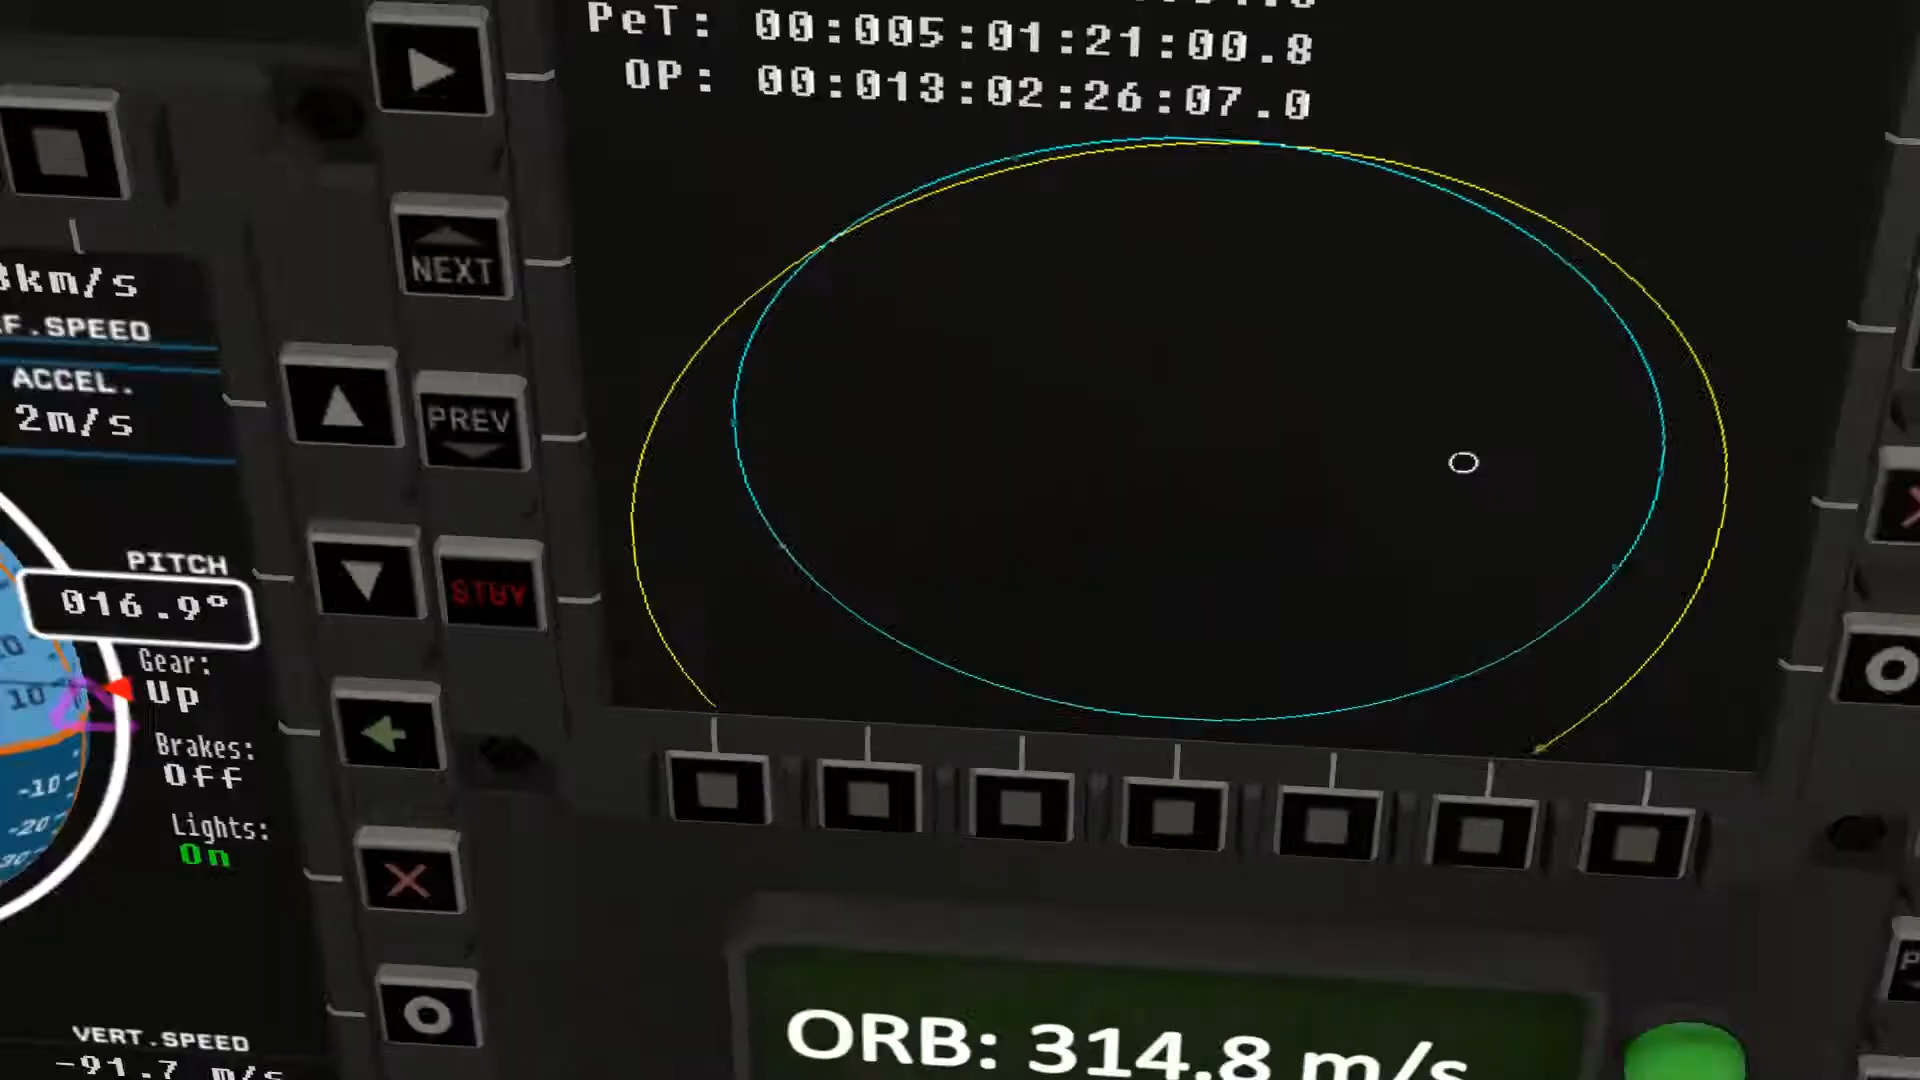 PeT: 00:005:01:21:00.8
OP: 00:013:02:26:07.0
NEXT
km/s
F.SPEED
ACCEL.
2m/s
PREV
PITCH
016.9°
STBY
10
Gear:
Up
Brakes:
Off
-10
-20
Lights:
On
VERT.SPEED
-91.7 m/s
ORB: 314.8 m/s